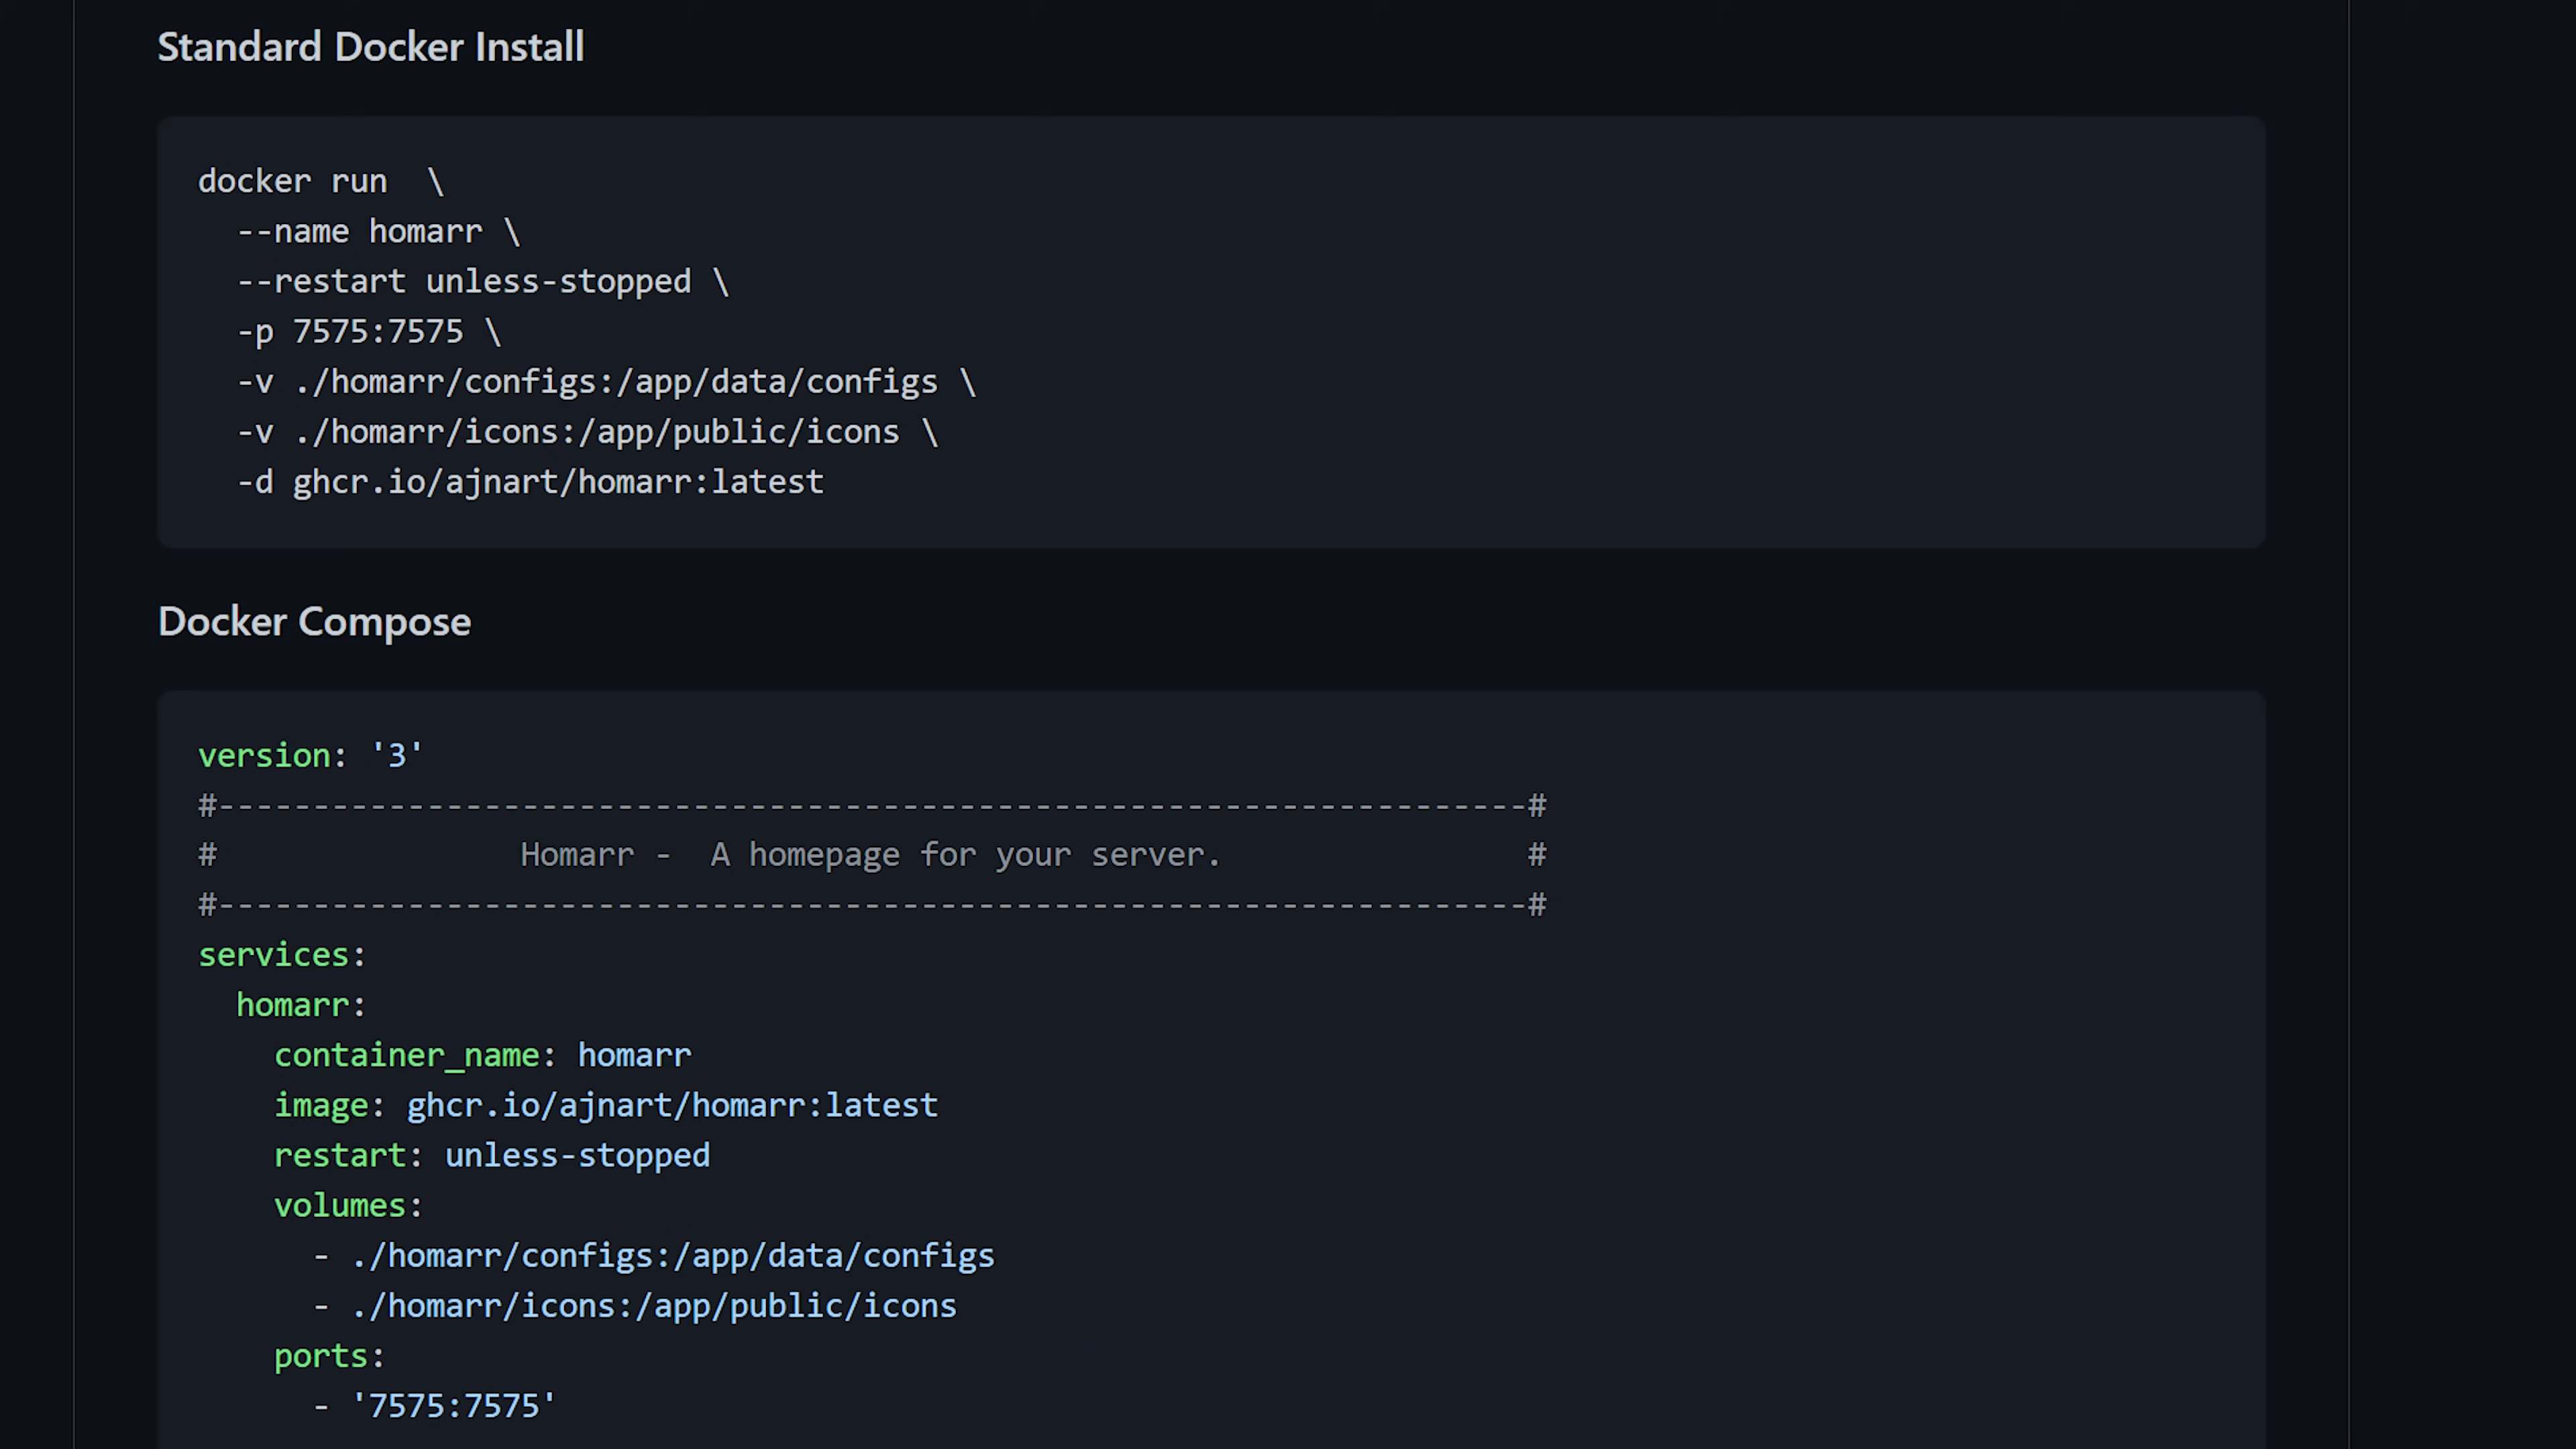 Standard Docker Install
docker run  \
  --name homarr \
  --restart unless-stopped \
  -p 7575:7575 \
  -v ./homarr/configs:/app/data/configs \
  -v ./homarr/icons:/app/public/icons \
  -d ghcr.io/ajnart/homarr:latest
Docker Compose
version: '3'
#---------------------------------------------------------------------#
#                Homarr -  A homepage for your server.                #
#---------------------------------------------------------------------#
services:
  homarr:
    container_name: homarr
    image: ghcr.io/ajnart/homarr:latest
    restart: unless-stopped
    volumes:
      - ./homarr/configs:/app/data/configs
      - ./homarr/icons:/app/public/icons
    ports:
      - '7575:7575'